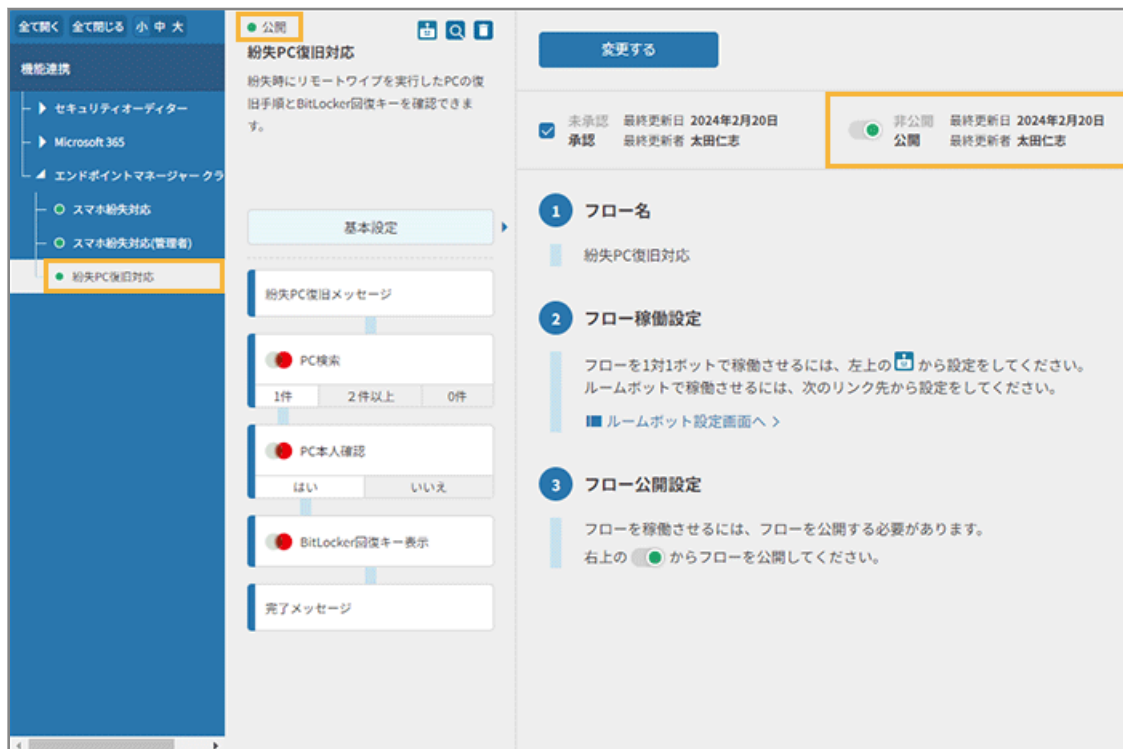 全て開く 全て閉じる 小 中 大
機能連携
セキュリティオーディター
Microsoft 365
エンドポイントマネージャー クラ
スマホ紛失対応
スマホ紛失対応(管理者)
紛失PC復旧対応
公開
紛失PC復旧対応
紛失時にリモートワイプを実行したPCの復
旧手順とBitLocker回復キーを確認できま
す。
基本設定
紛失PC復旧メッセージ
PC検索
1件 2件以上 0件
PC本人確認
はい いいえ
BitLocker回復キー表示
完了メッセージ
変更する
未承認 最終更新日 2024年2月20日
承認 最終更新者 太田仁志
非公開 最終更新日 2024年2月20日
公開 最終更新者 太田仁志
1 フロー名
紛失PC復旧対応
2 フロー稼働設定
フローを1対1ボットで稼働させるには、左上の から設定をしてください。
ルームボットで稼働させるには、次のリンク先から設定をしてください。
ルームボット設定画面へ >
3 フロー公開設定
フローを稼働させるには、フローを公開する必要があります。
右上の からフローを公開してください。